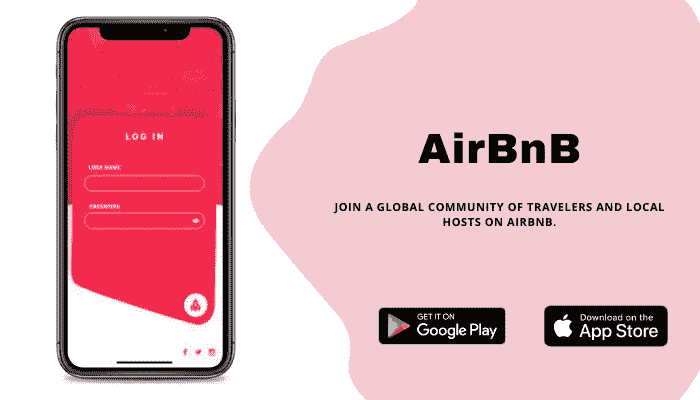 LOG IN
USER NAME
PASSWORD
AirBnB
JOIN A GLOBAL COMMUNITY OF TRAVELERS AND LOCAL
HOSTS ON AIRBNB.
GET IT ON
Google Play
Download on the
App Store